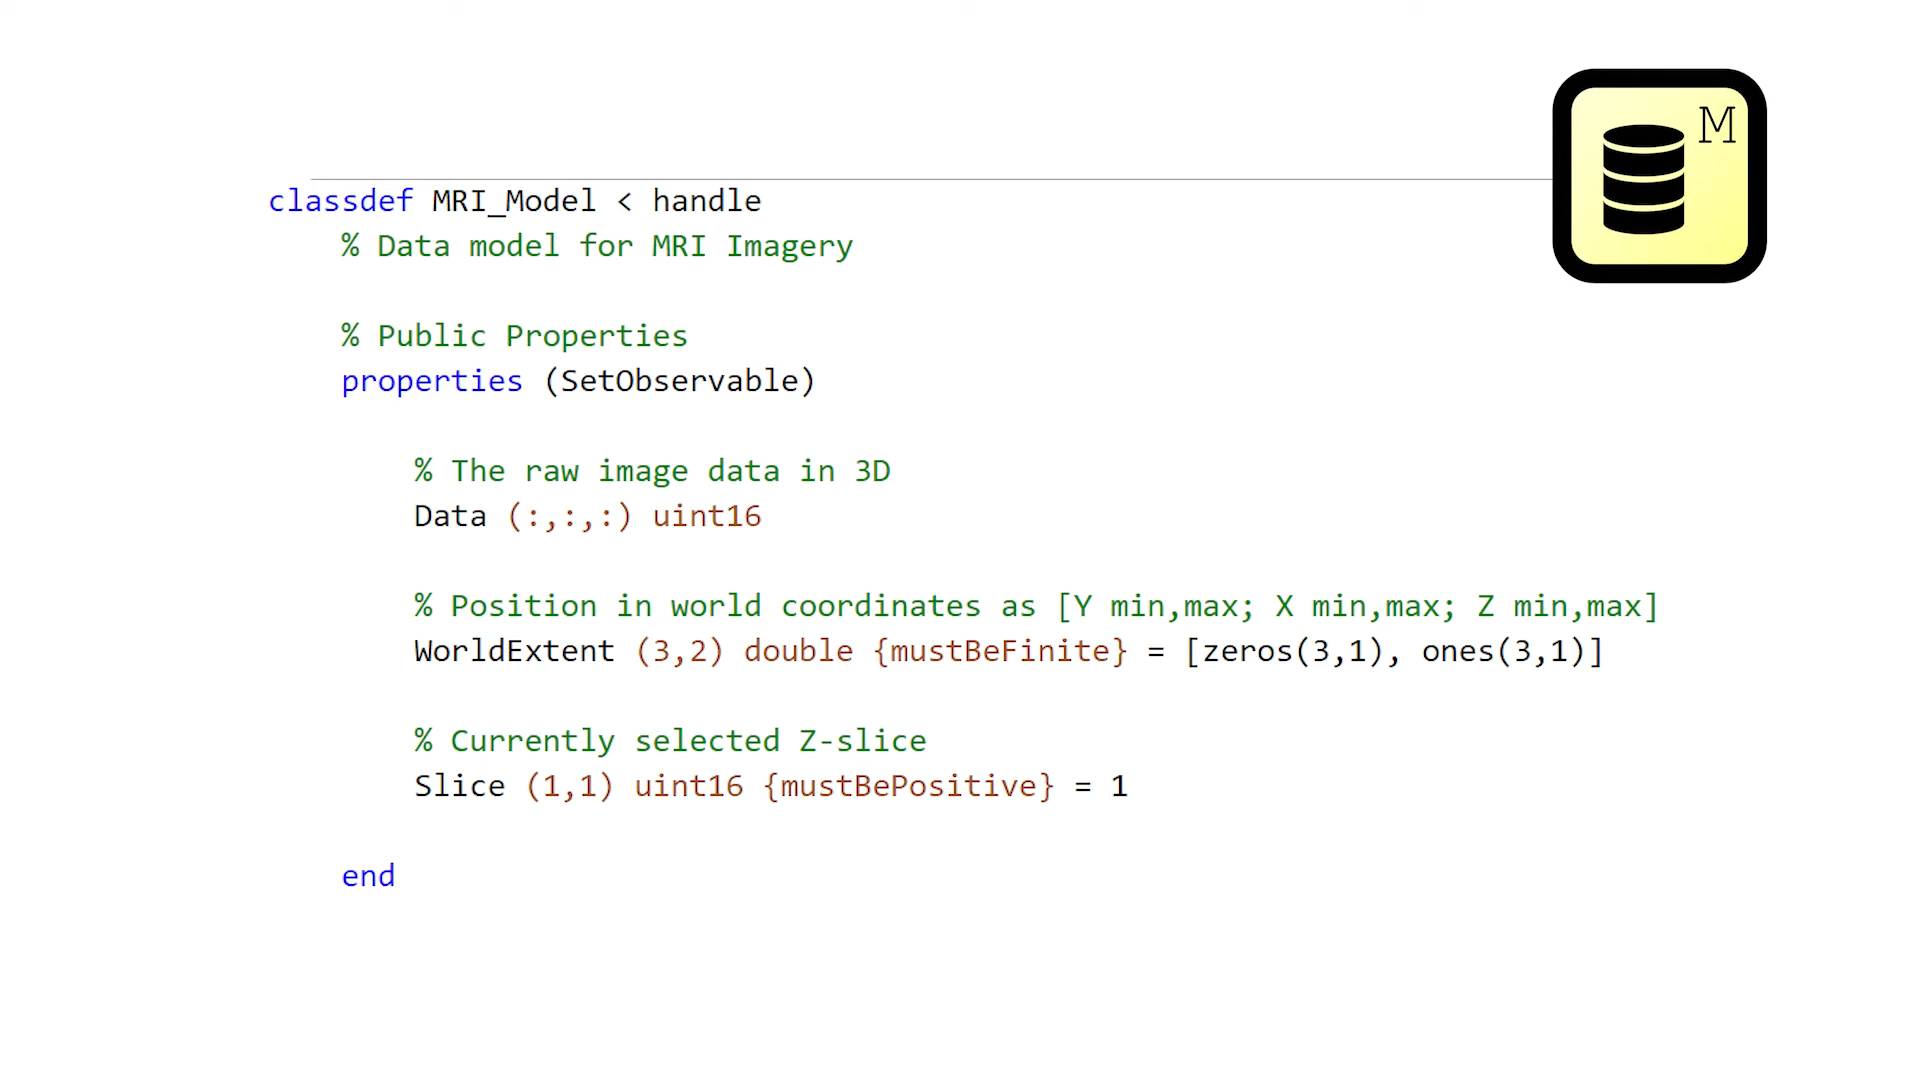 M
classdef MRI_Model < handle
% Data model for MRI Imagery
% Public Properties
properties (SetObservable)
% The raw image data in 3D
Data (:,:,:) uint16
% Position in world coordinates as [Y min,max; X min,max; Z min,max]
WorldExtent (3,2) double {mustBeFinite} = [zeros(3,1), ones(3,1)]
% Currently selected Z-slice
Slice (1,1) uint16 {mustBePositive} = 1
end